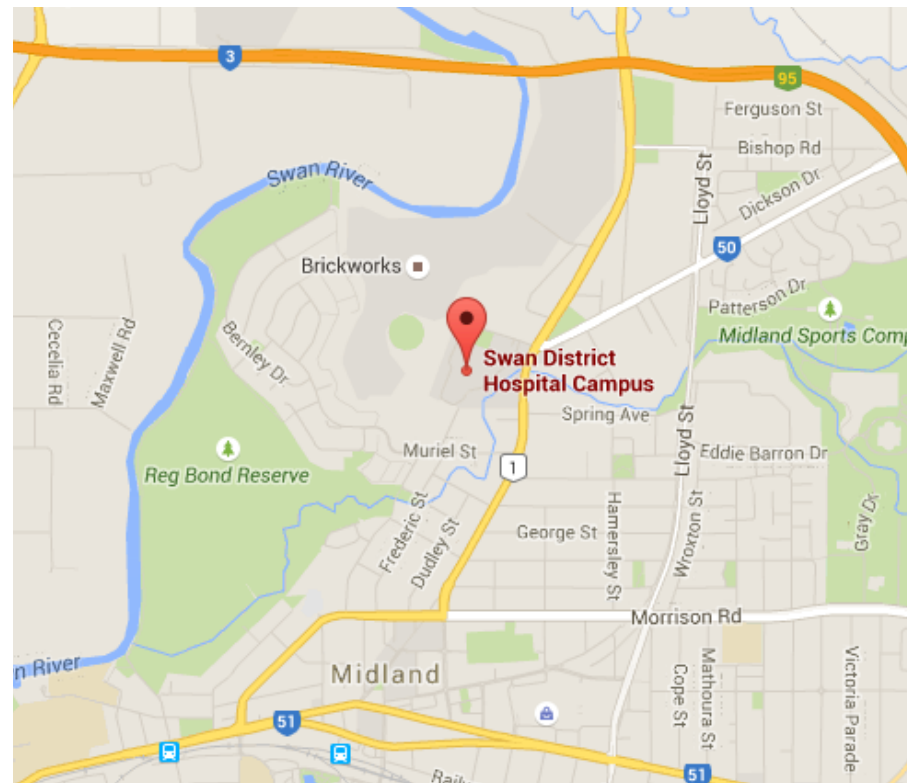 3
95
Ferguson St
Bishop Rd
Swan River
Lloyd St
Dickson Dr
50
Brickworks
Patterson Dr
Midland Sports Comp
Cecelia Rd
Maxwell Rd
Bernley Dr
Swan District
Hospital Campus
Spring Ave
Lloyd St
Muriel St
Eddie Barron Dr
1
Reg Bond Reserve
Frederic St
Dudley St
George St
Hamersley St
Wroxton St
Gray Dr
Morrison Rd
n River
Midland
Mathoura St
Cope St
Victoria Parade
51
51
Railw